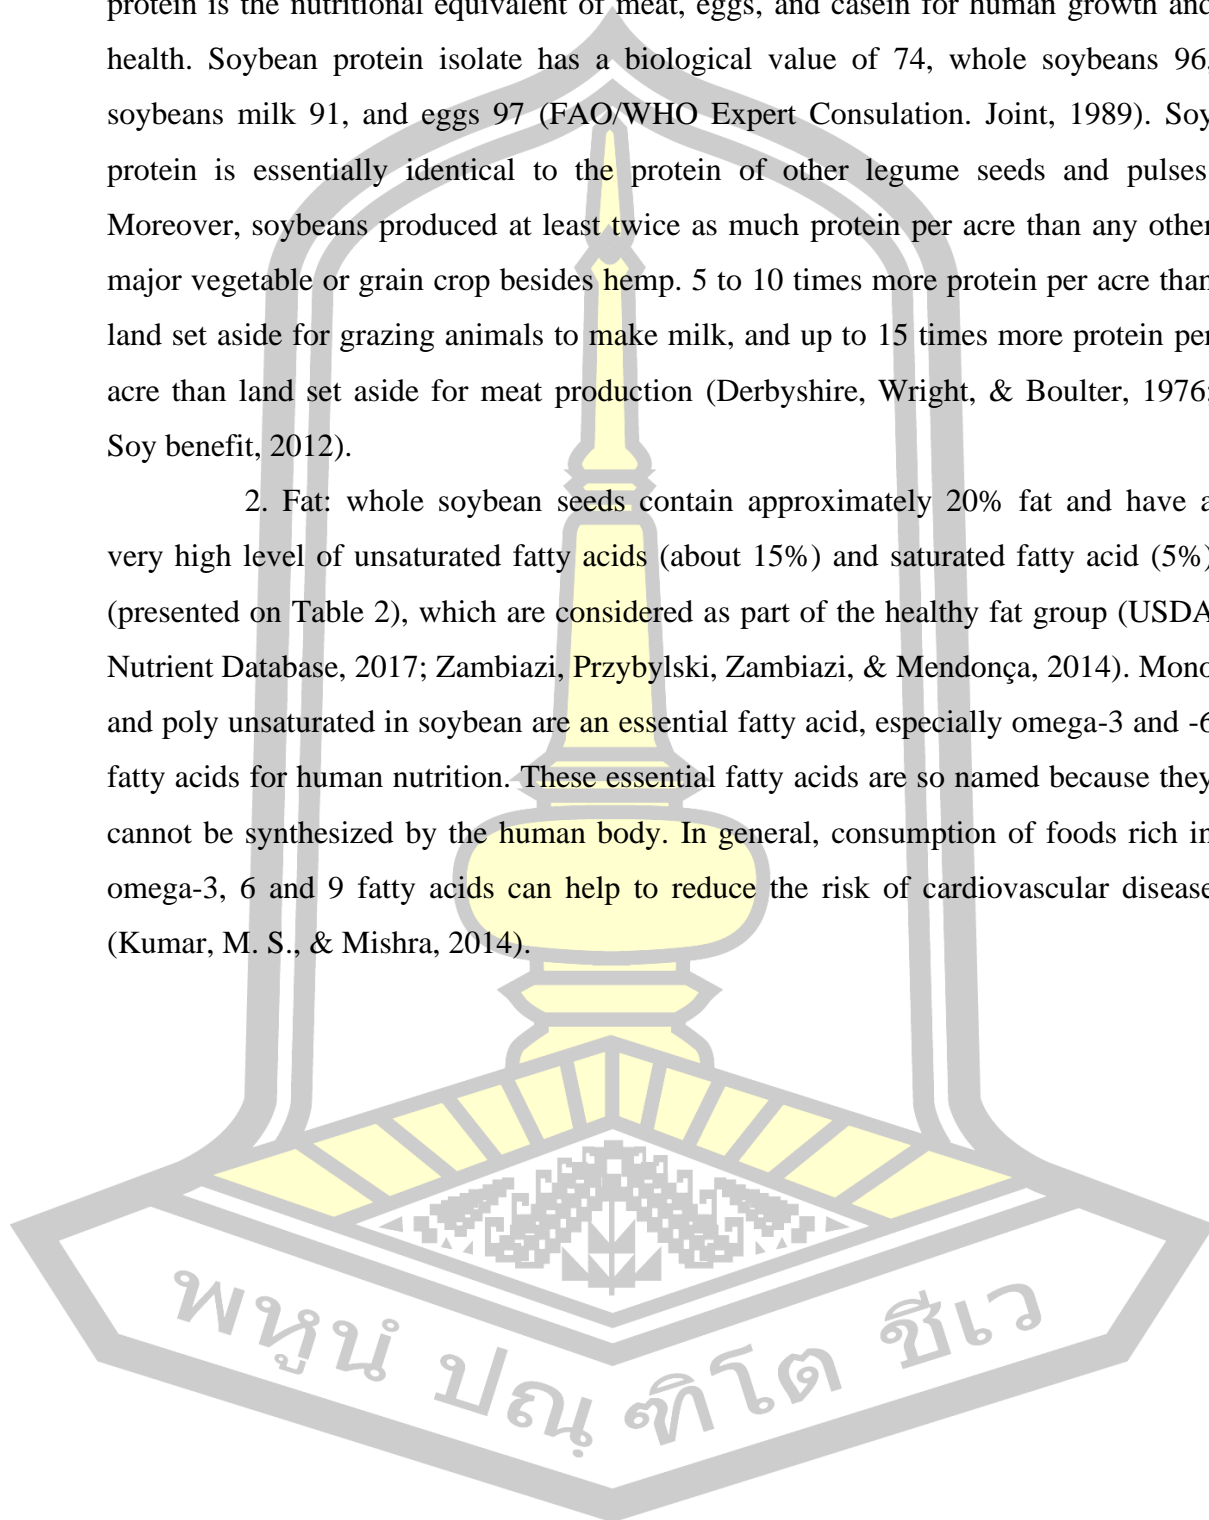 protein is the nutritional equivalent of meat, eggs, and casein for human growth and
health. Soybean protein isolate has a biological value of 74, whole soybeans 96,
soybeans milk 91, and eggs 97 (FAO/WHO Expert Consulation. Joint, 1989). Soy
protein is essentially identical to the protein of other legume seeds and pulses.
Moreover, soybeans produced at least twice as much protein per acre than any other
major vegetable or grain crop besides hemp. 5 to 10 times more protein per acre than
land set aside for grazing animals to make milk, and up to 15 times more protein per
acre than land set aside for meat production (Derbyshire, Wright, & Boulter, 1976;
Soy benefit, 2012).
2. Fat: whole soybean seeds contain approximately 20% fat and have a
very high level of unsaturated fatty acids (about 15%) and saturated fatty acid (5%)
(presented on Table 2), which are considered as part of the healthy fat group (USDA
Nutrient Database, 2017; Zambiazi, Przybylski, Zambiazi, & Mendonça, 2014). Mono
and poly unsaturated in soybean are an essential fatty acid, especially omega-3 and -6
fatty acids for human nutrition. These essential fatty acids are so named because they
cannot be synthesized by the human body. In general, consumption of foods rich in
omega-3, 6 and 9 fatty acids can help to reduce the risk of cardiovascular disease
(Kumar, M. S., & Mishra, 2014).
พหูนํ ปณฺฑิโต ชีเว